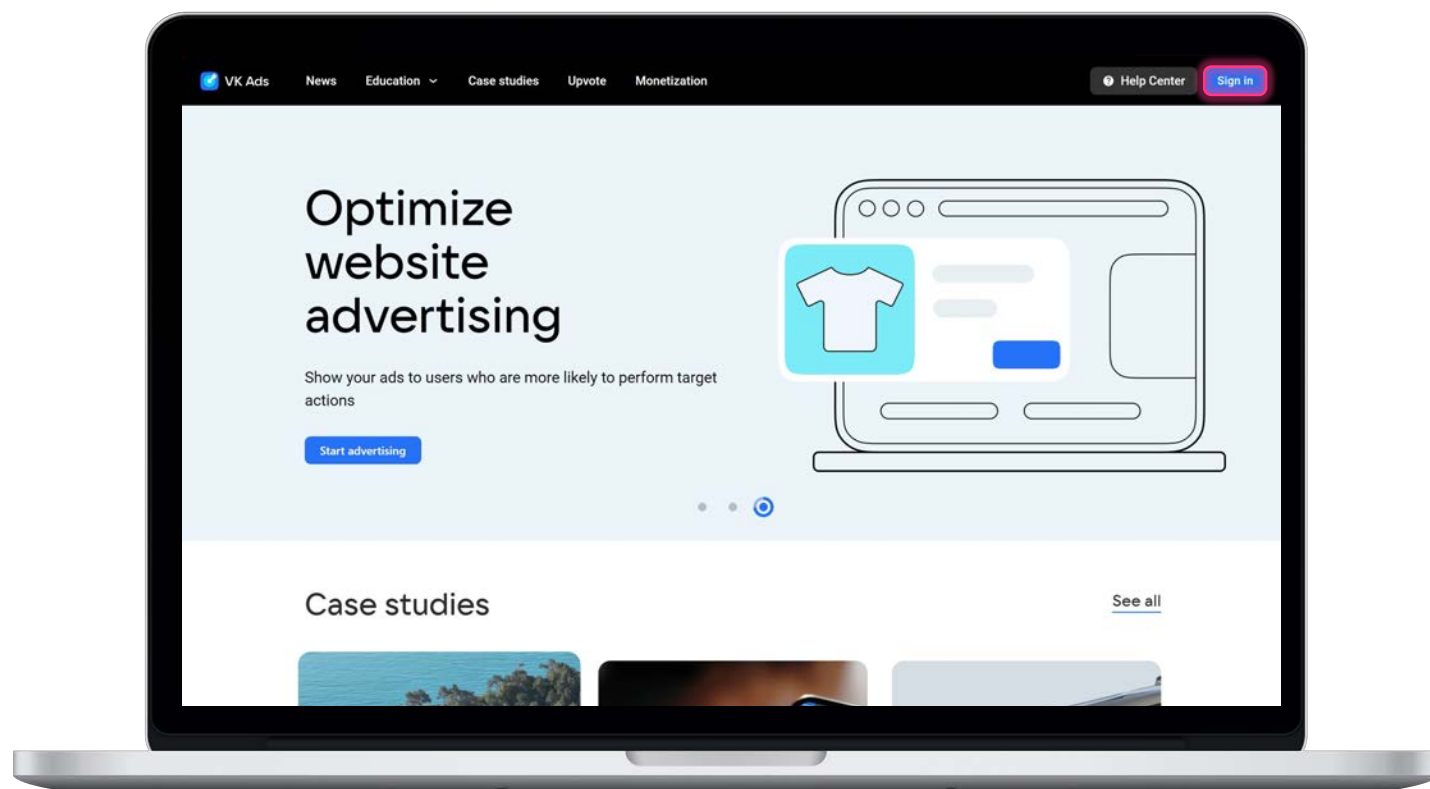 VK Ads News Education Case studies Upvote Monetization Help Center Sign in
Optimize
website
advertising
Show your ads to users who are more likely to perform target
actions
Start advertising
Case studies See all